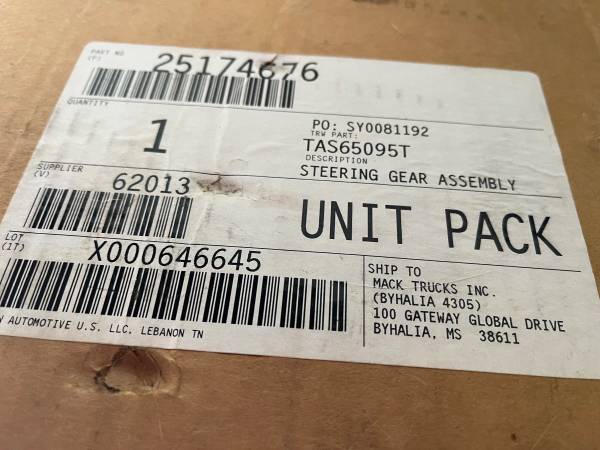 PART NO
(P)
25174676
QUANTITY
1
PO: SY0081192
TRW PART:
TAS65095T
DESCRIPTION
STEERING GEAR ASSEMBLY
SUPPLIER
(V)
62013
UNIT PACK
LOT
(1T)
X000646645
SHIP TO
MACK TRUCKS INC.
(BYHALIA 4305)
100 GATEWAY GLOBAL DRIVE
BYHALIA, MS 38611
AUTOMOTIVE U.S. LLC. LEBANON TN